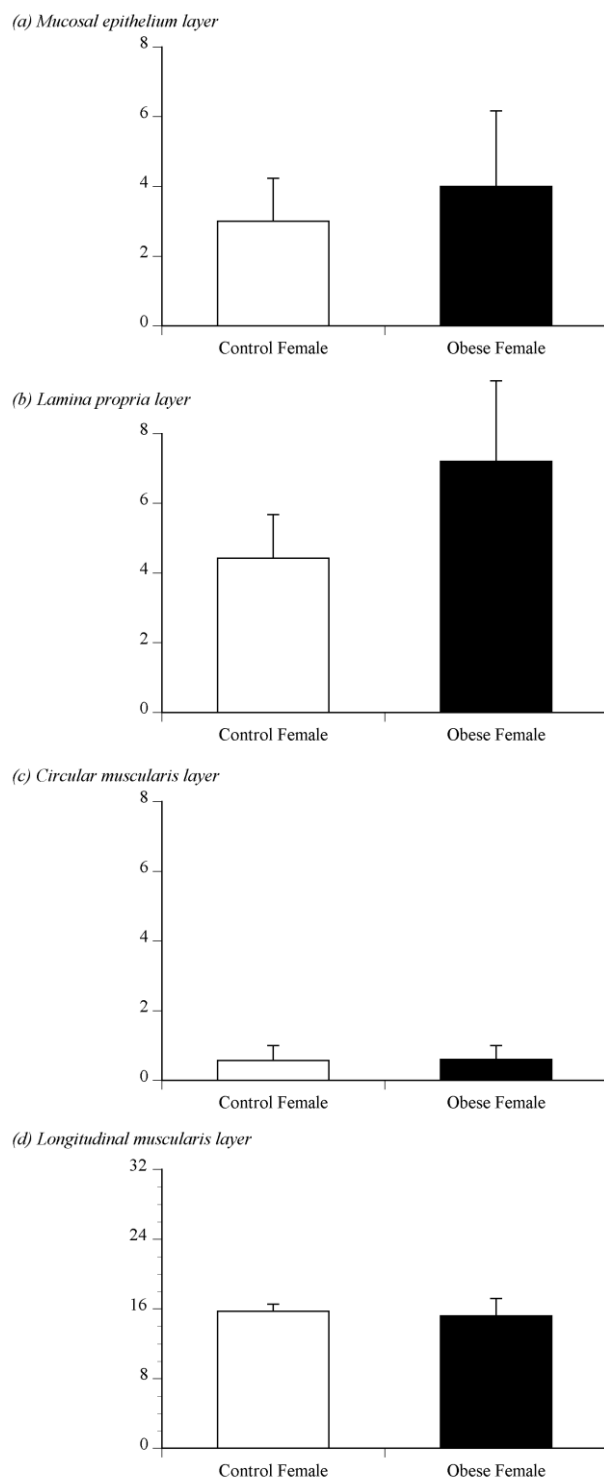 (a) Mucosal epithelium layer
8
6
4
2
0
Control Female Obese Female
(b) Lamina propria layer
8
6
4
2
0
Control Female Obese Female
(c) Circular muscularis layer
8
6
4
2
0
Control Female Obese Female
(d) Longitudinal muscularis layer
32
24
16
8
0
Control Female Obese Female